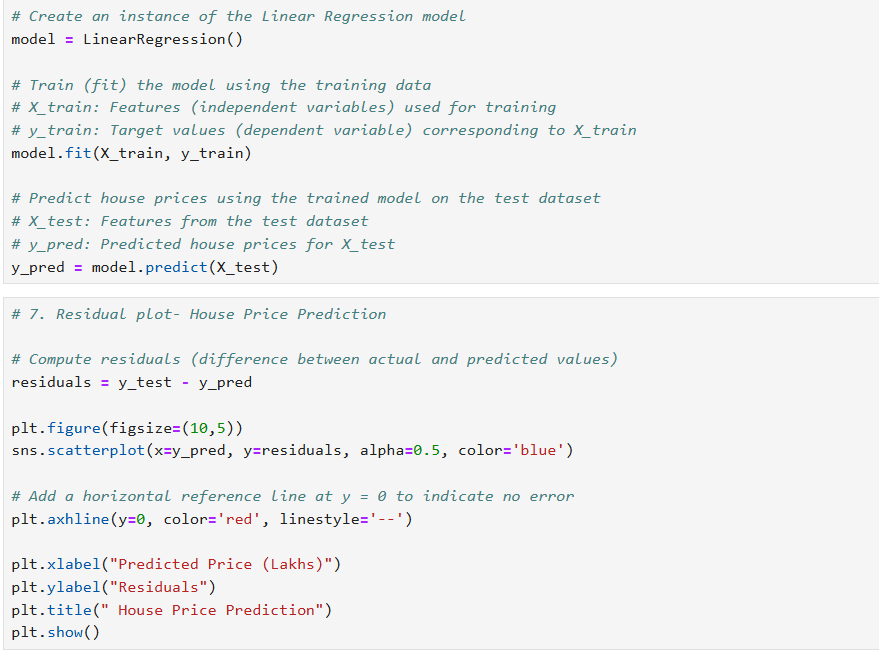 # Create an instance of the Linear Regression model
model = LinearRegression()
# Train (fit) the model using the training data
# X_train: Features (independent variables) used for training
# y_train: Target values (dependent variable) corresponding to X_train
model.fit(X_train, y_train)
# Predict house prices using the trained model on the test dataset
# X_test: Features from the test dataset
# y_pred: Predicted house prices for X_test
y_pred = model.predict(X_test)
# 7. Residual plot- House Price Prediction
# Compute residuals (difference between actual and predicted values)
residuals = y_test - y_pred
plt.figure(figsize=(10,5))
sns.scatterplot(x=y_pred, y=residuals, alpha=0.5, color='blue')
# Add a horizontal reference line at y = 0 to indicate no error
plt.axhline(y=0, color='red', linestyle='--')
plt.xlabel("Predicted Price (Lakhs)")
plt.ylabel("Residuals")
plt.title(" House Price Prediction")
plt.show()